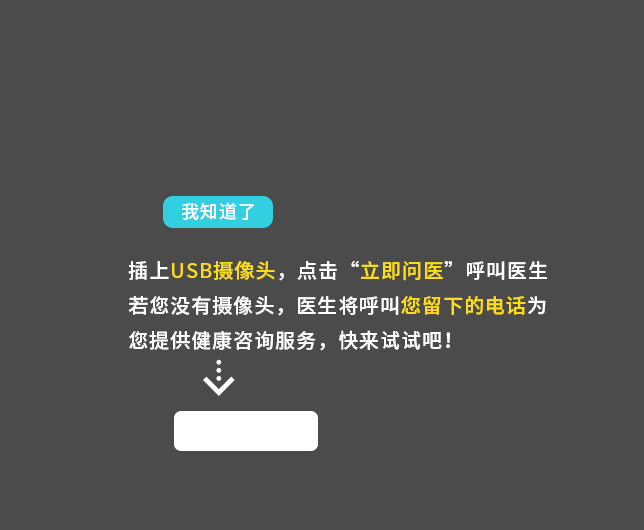 我知道了
插上USB摄像头，点击“立即问医”呼叫医生
若您没有摄像头，医生将呼叫您留下的电话为
您提供健康咨询服务，快来试试吧！